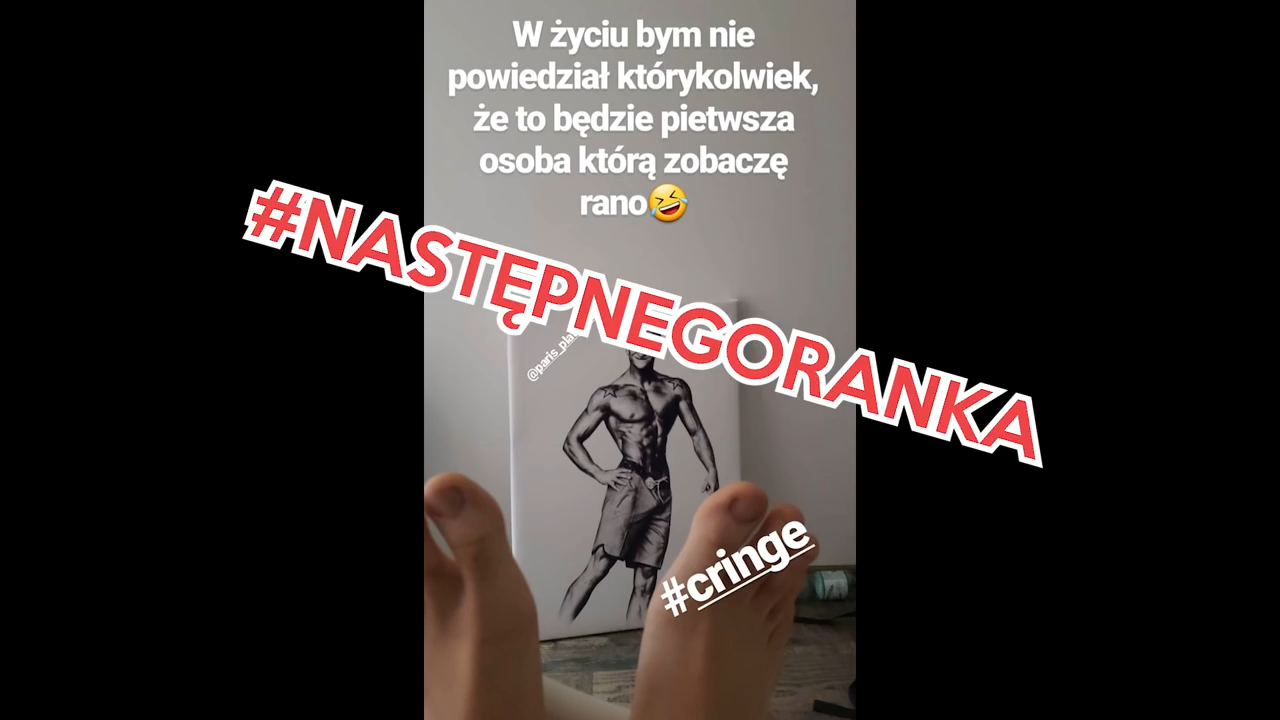 W życiu bym nie
powiedział którykolwiek,
że to będzie pietwsza
osoba którą zobaczę
rano🤣
#NASTĘPNEGORANKA
#cringe